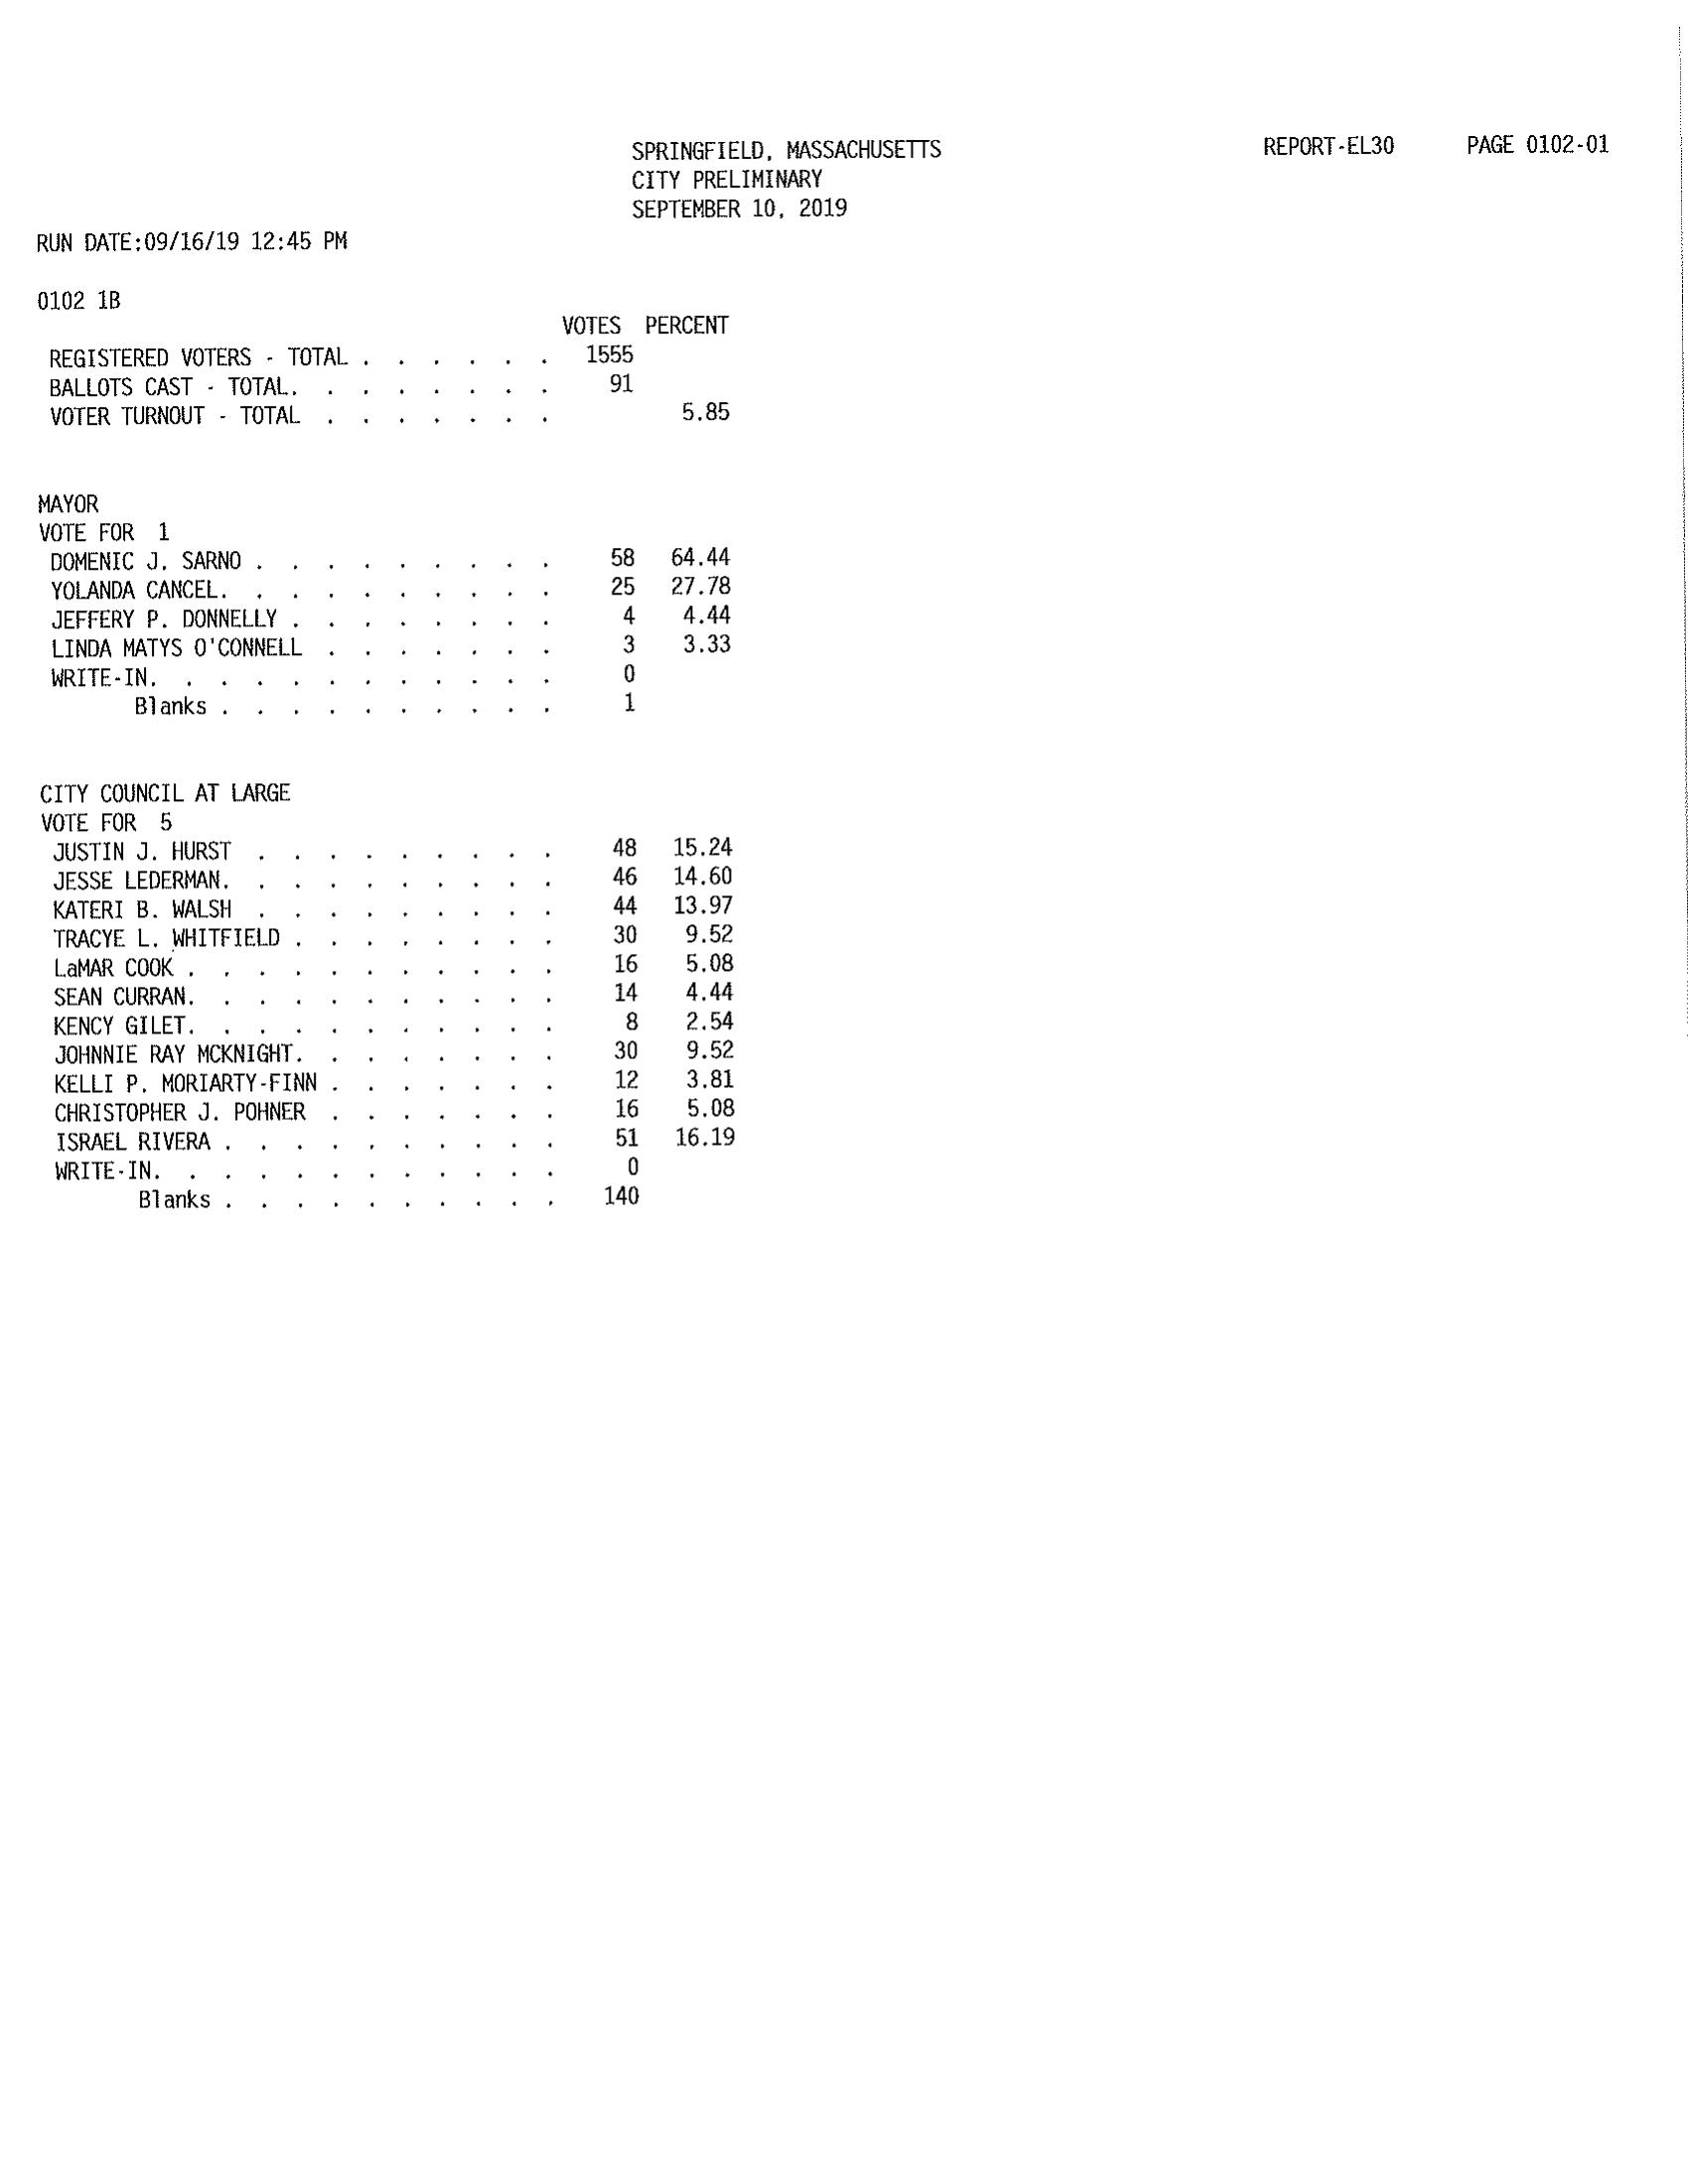 SPRINGFIELD, MASSACHUSETTS REPORT-EL30 PAGE 0102-01
CITY PRELIMINARY
SEPTEMBER 10, 2019
RUN DATE:09/16/19 12:45 PM
0102 1B
VOTES PERCENT
REGISTERED VOTERS - TOTAL . . . . . . 1555
BALLOTS CAST - TOTAL. . . . . . . . 91
VOTER TURNOUT - TOTAL . . . . . . . 5.85
MAYOR
VOTE FOR 1
DOMENIC J. SARNO . . . . . . . . . 58 64.44
YOLANDA CANCEL. . . . . . . . . . 25 27.78
JEFFERY P. DONNELLY . . . . . . . . 4 4.44
LINDA MATYS O'CONNELL . . . . . . . 3 3.33
WRITE-IN. . . . . . . . . . . . 0
Blanks . . . . . . . . . . 1
CITY COUNCIL AT LARGE
VOTE FOR 5
JUSTIN J. HURST . . . . . . . . . 48 15.24
JESSE LEDERMAN. . . . . . . . . . 46 14.60
KATERI B. WALSH . . . . . . . . . 44 13.97
TRACYE L. WHITFIELD . . . . . . . . 30 9.52
LaMAR COOK . . . . . . . . . . . 16 5.08
SEAN CURRAN. . . . . . . . . . . 14 4.44
KENCY GILET. . . . . . . . . . . 8 2.54
JOHNNIE RAY MCKNIGHT. . . . . . . . 30 9.52
KELLI P. MORIARTY-FINN . . . . . . . 12 3.81
CHRISTOPHER J. POHNER . . . . . . . 16 5.08
ISRAEL RIVERA . . . . . . . . . . 51 16.19
WRITE-IN. . . . . . . . . . . . 0
Blanks . . . . . . . . . . 140